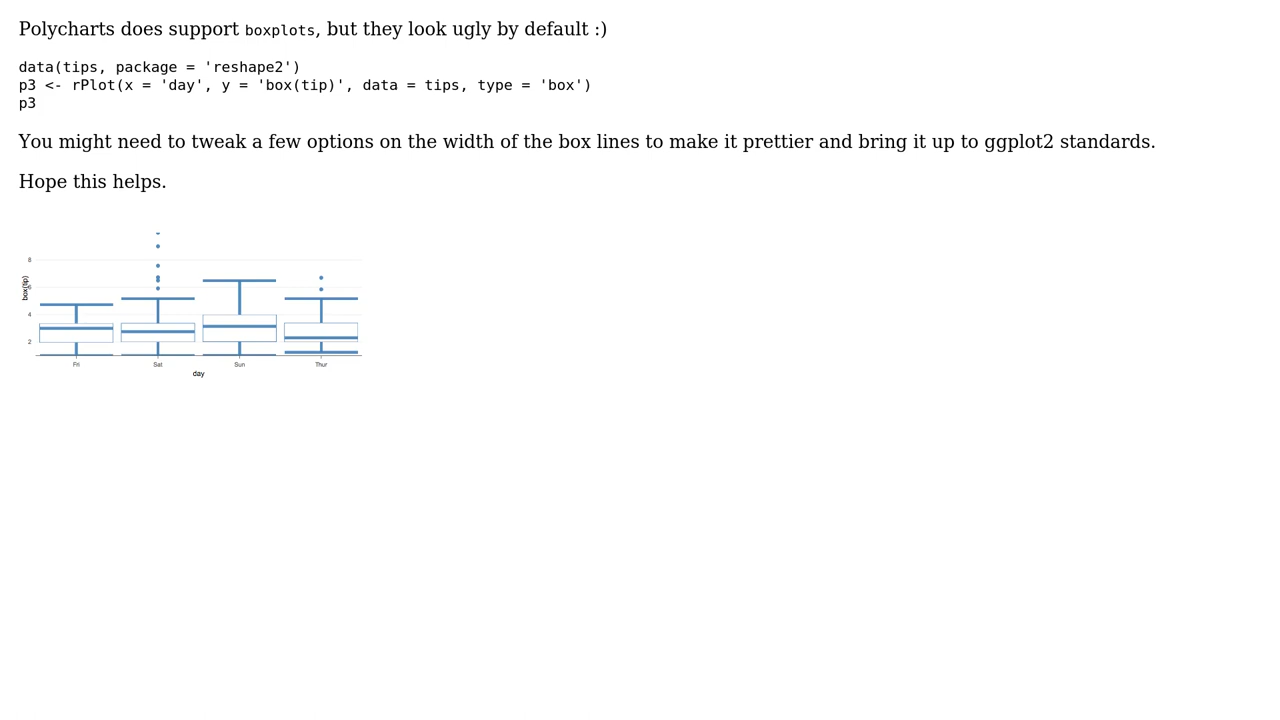 Polycharts does support boxplots, but they look ugly by default :)
data(tips, package = 'reshape2')
p3 <- rPlot(x = 'day', y = 'box(tip)', data = tips, type = 'box')
p3
You might need to tweak a few options on the width of the box lines to make it prettier and bring it up to ggplot2 standards.
Hope this helps.
box(tip)
8
6
4
2
Fri Sat Sun Thur
day